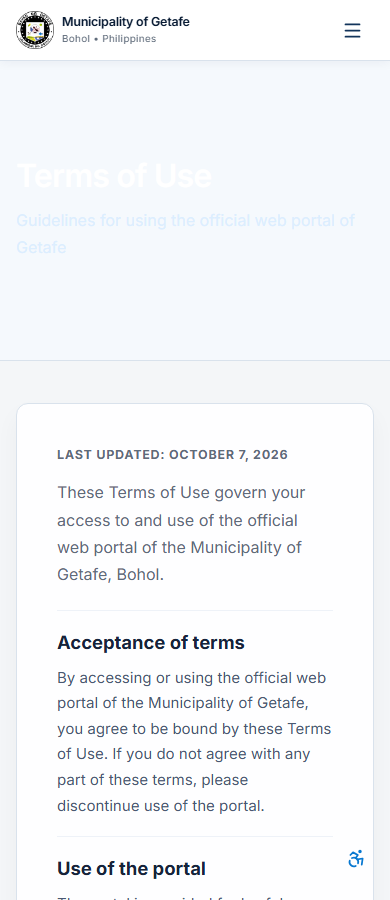 Municipality of Getafe
Bohol • Philippines
Terms of Use
Guidelines for using the official web portal of
Getafe
LAST UPDATED: OCTOBER 7, 2026
These Terms of Use govern your
access to and use of the official
web portal of the Municipality of
Getafe, Bohol.
Acceptance of terms
By accessing or using the official web
portal of the Municipality of Getafe,
you agree to be bound by these Terms
of Use. If you do not agree with any
part of these terms, please
discontinue use of the portal.
Use of the portal